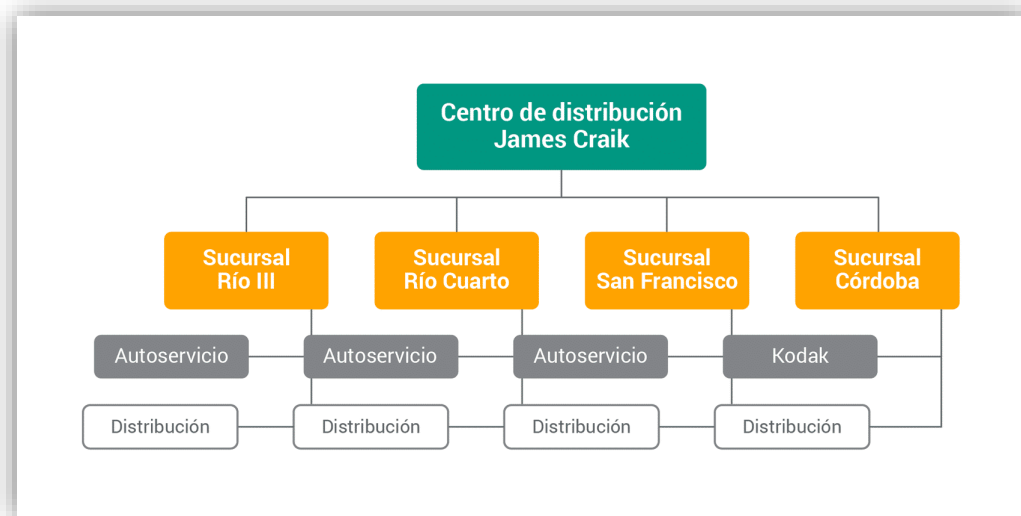 Centro de distribución
James Craik
Sucursal
Río III
Sucursal
Río Cuarto
Sucursal
San Francisco
Sucursal
Córdoba
Autoservicio
Autoservicio
Autoservicio
Kodak
Distribución
Distribución
Distribución
Distribución